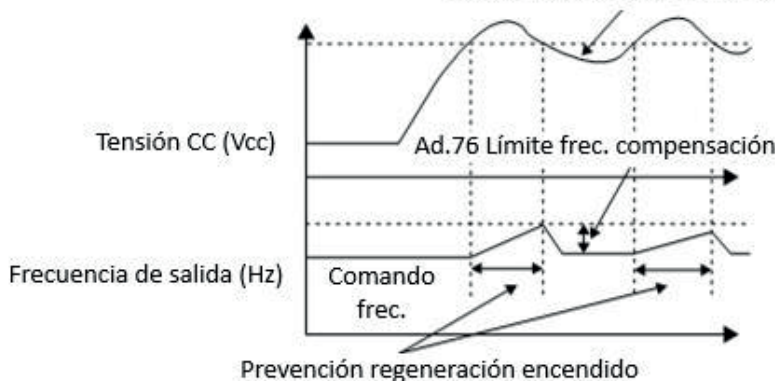 Tensión CC (Vcc)
Ad.76 Límite frec. compensación
Frecuencia de salida (Hz)
Comando
frec.
Prevención regeneración encendido